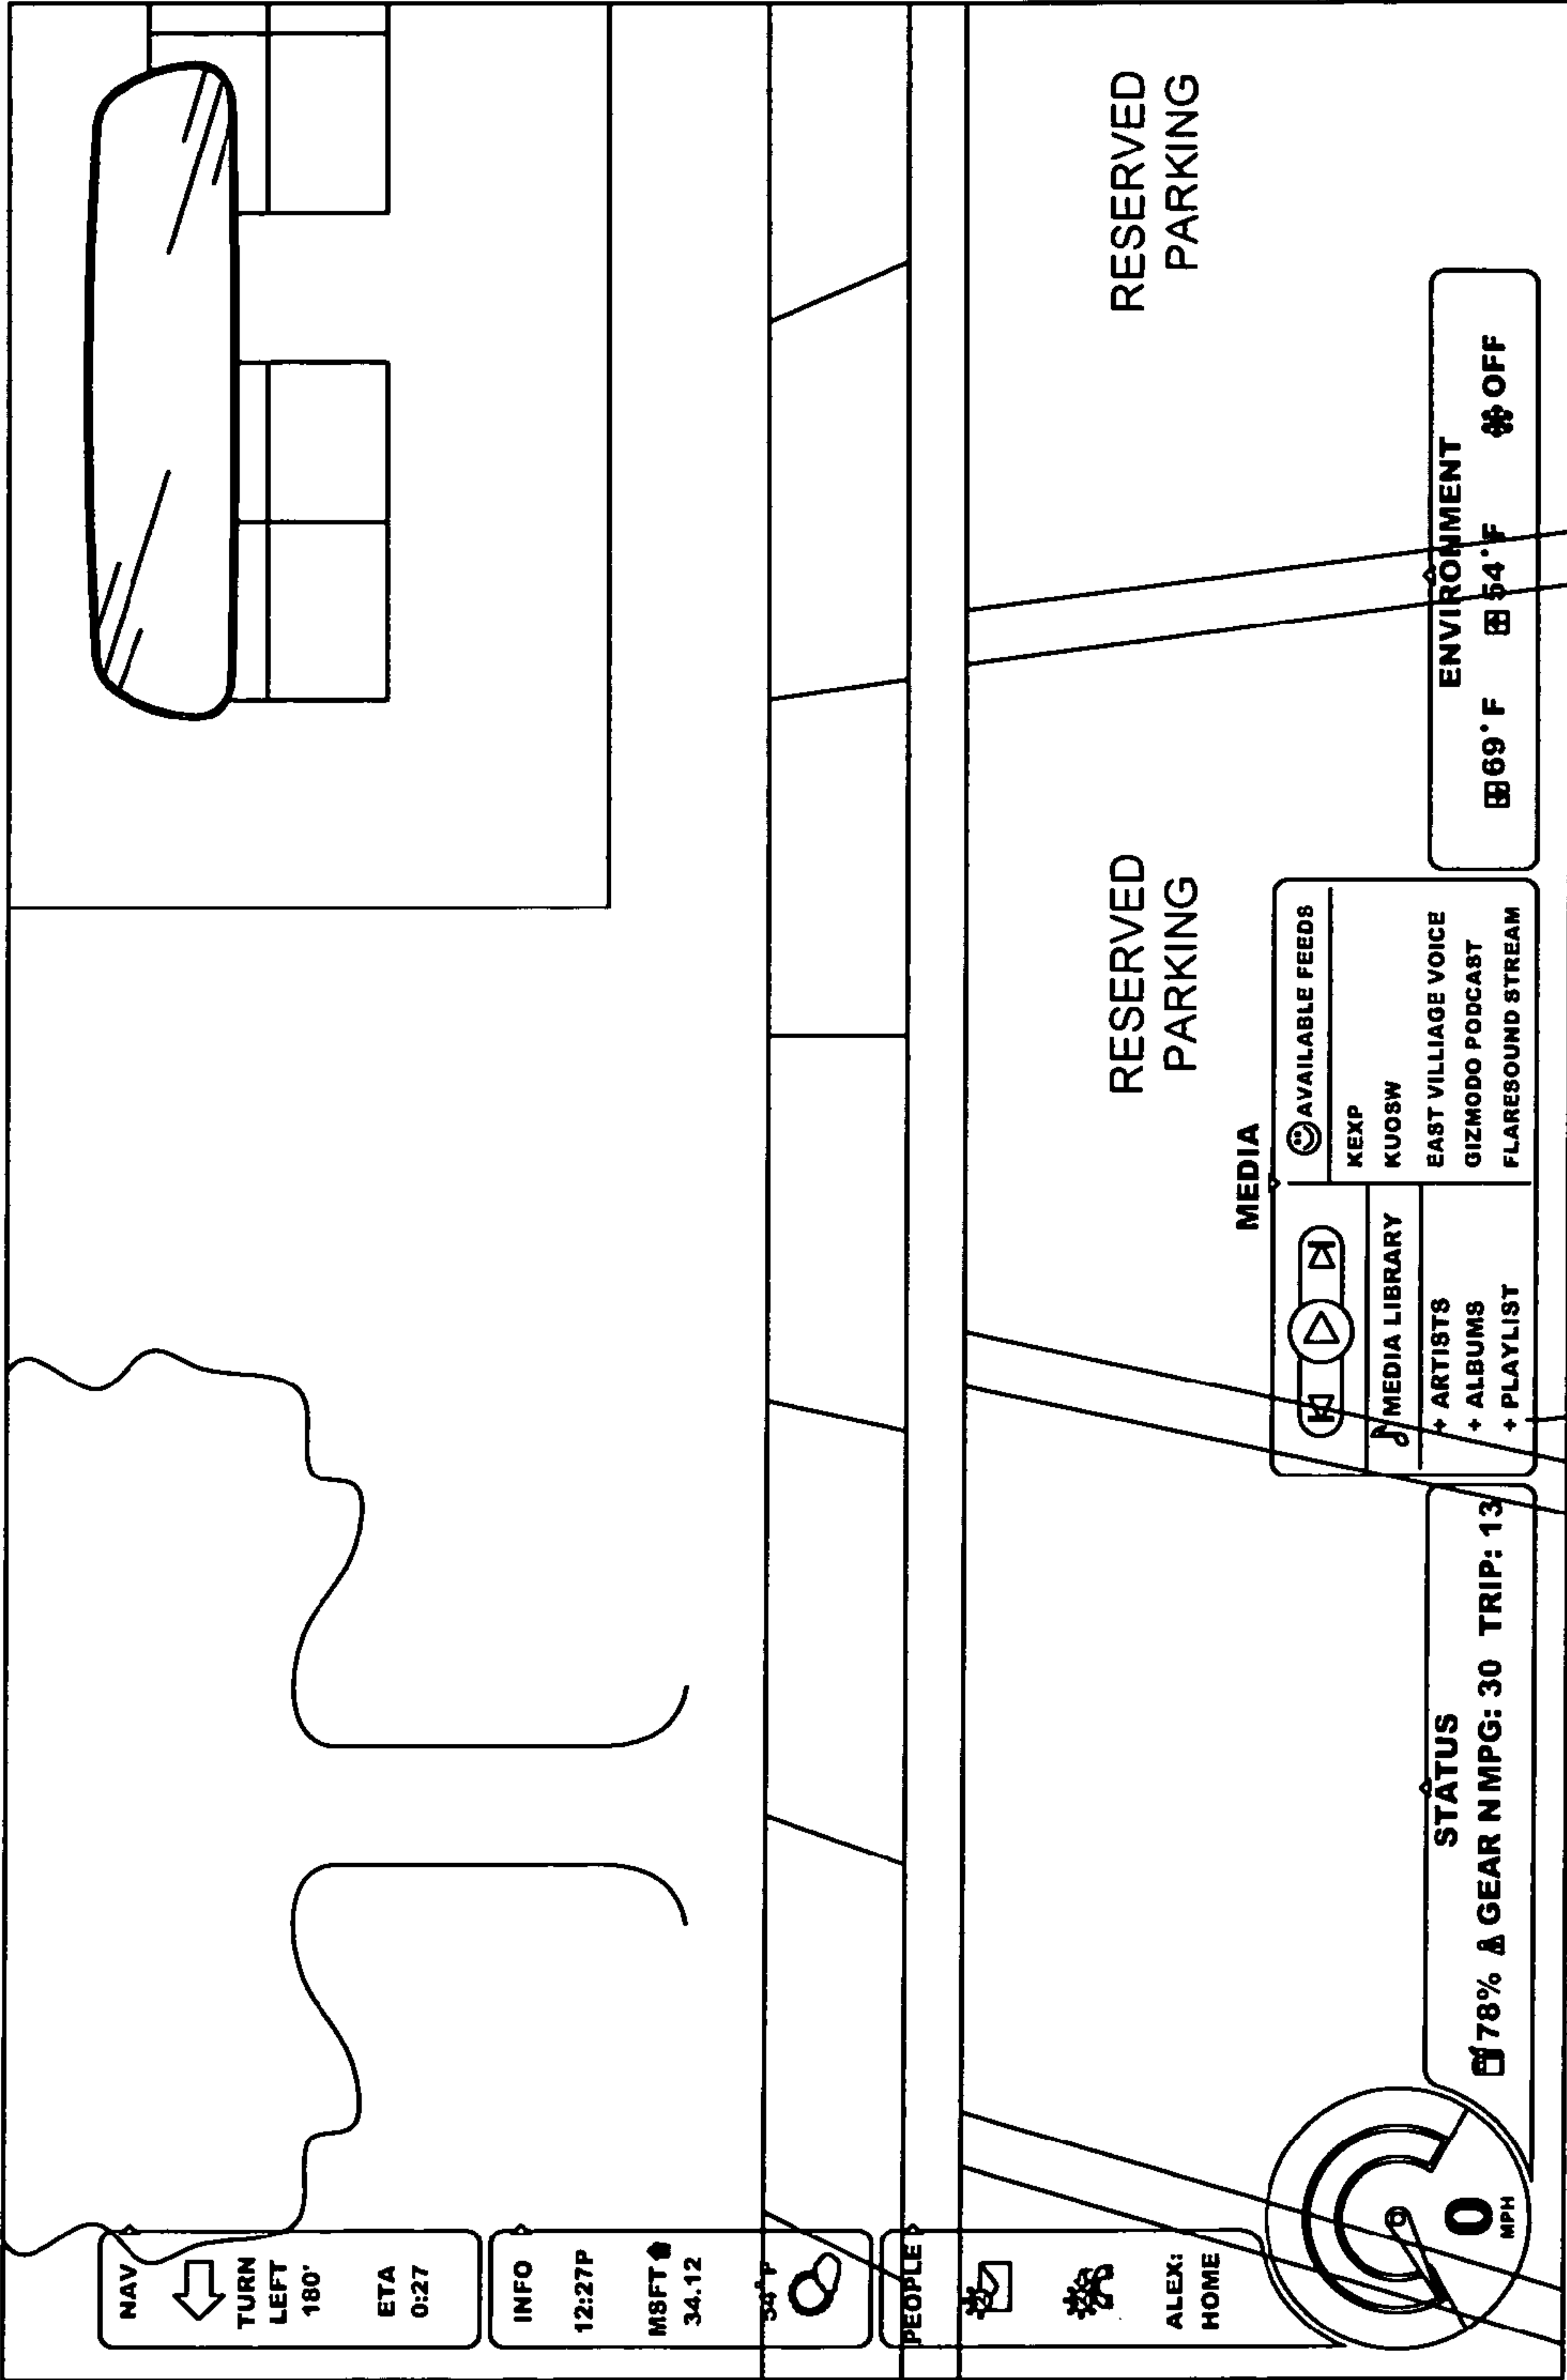 NAV
TURN
LEFT
180'
ETA
0:27
INFO
12:27P
MSFT
34.12
54°F
PEOPLE
ALEX:
HOME
RESERVED
PARKING
RESERVED
PARKING
0
MPH
STATUS
78% GEAR N MPG: 30 TRIP: 13
MEDIA
MEDIA LIBRARY
+ ARTISTS
+ ALBUMS
+ PLAYLIST
AVAILABLE FEEDS
KEXP
KUOSW
EAST VILLIAGE VOICE
GIZMODO PODCAST
FLARESOUND STREAM
ENVIRONMENT
69°F 54°F OFF